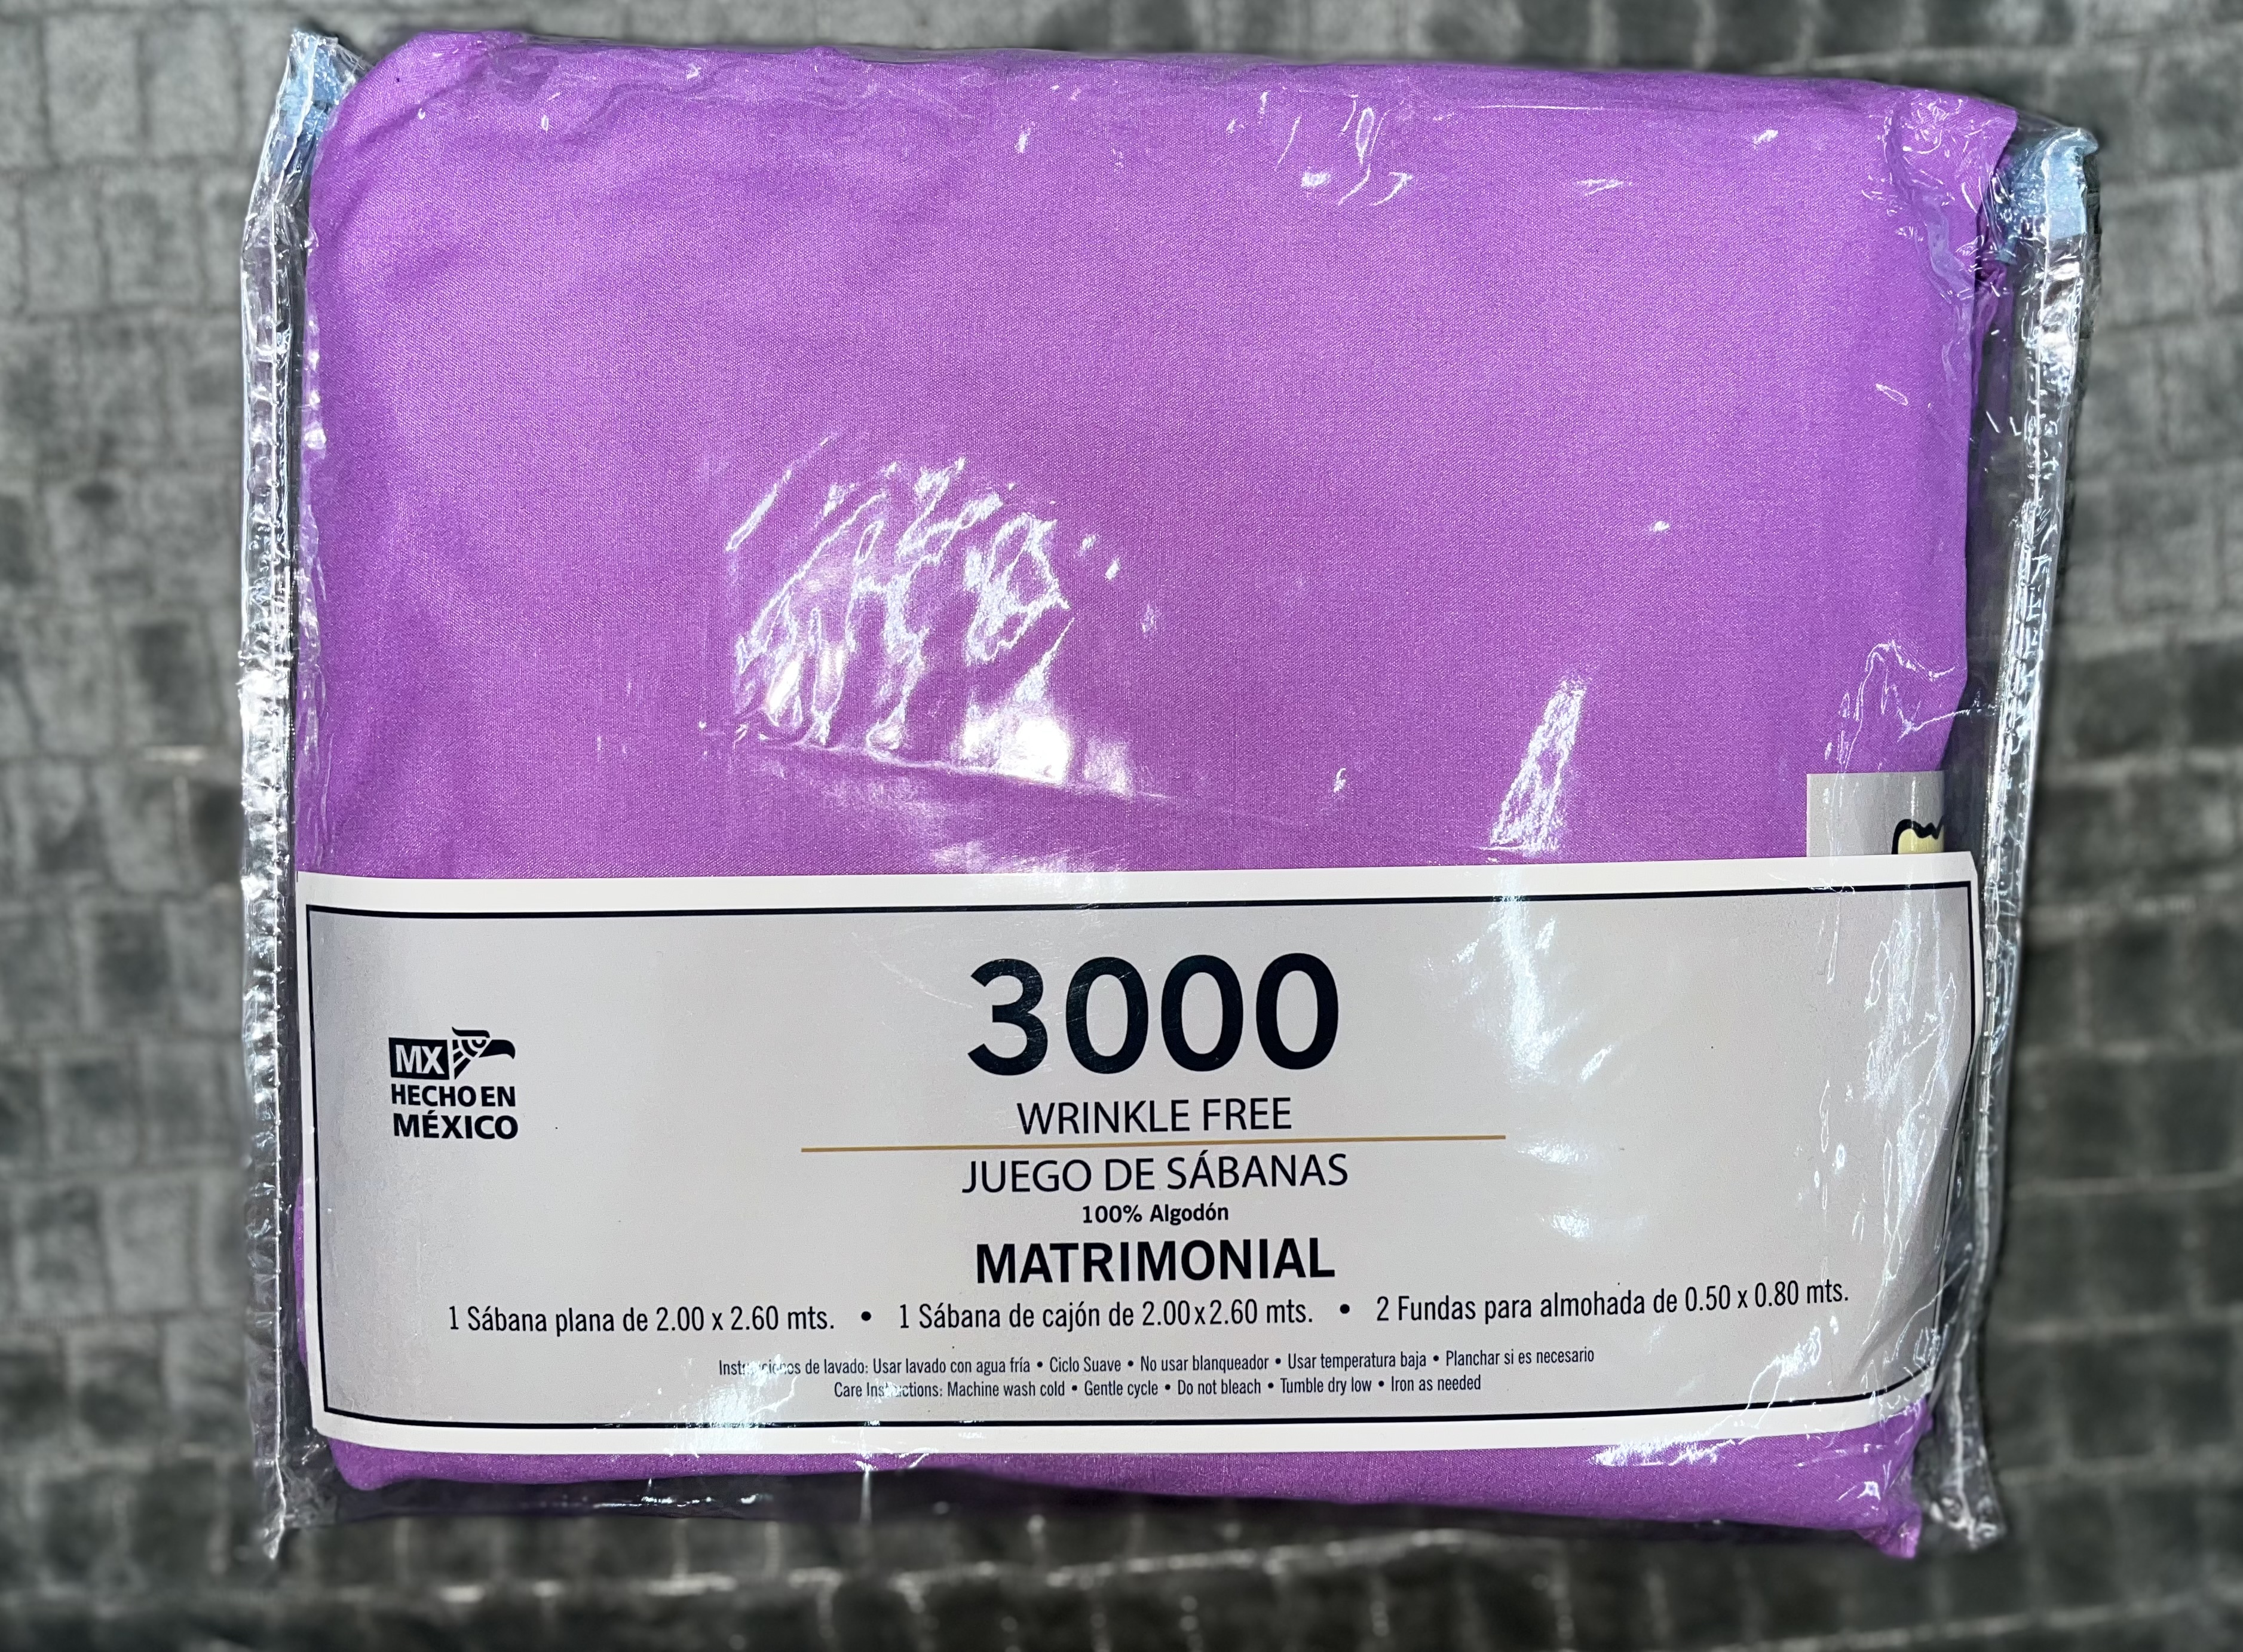 3000
WRINKLE FREE
MX
HECHO EN
MÉXICO
JUEGO DE SÁBANAS
100% Algodón
MATRIMONIAL
1 Sábana plana de 2.00 x 2.60 mts. • 1 Sábana de cajón de 2.00 x 2.60 mts. • 2 Fundas para almohada de 0.50 x 0.80 mts.
Instrucciones de lavado: Usar lavado con agua fría • Ciclo Suave • No usar blanqueador • Usar temperatura baja • Planchar si es necesario
Care Instructions: Machine wash cold • Gentle cycle • Do not bleach • Tumble dry low • Iron as needed